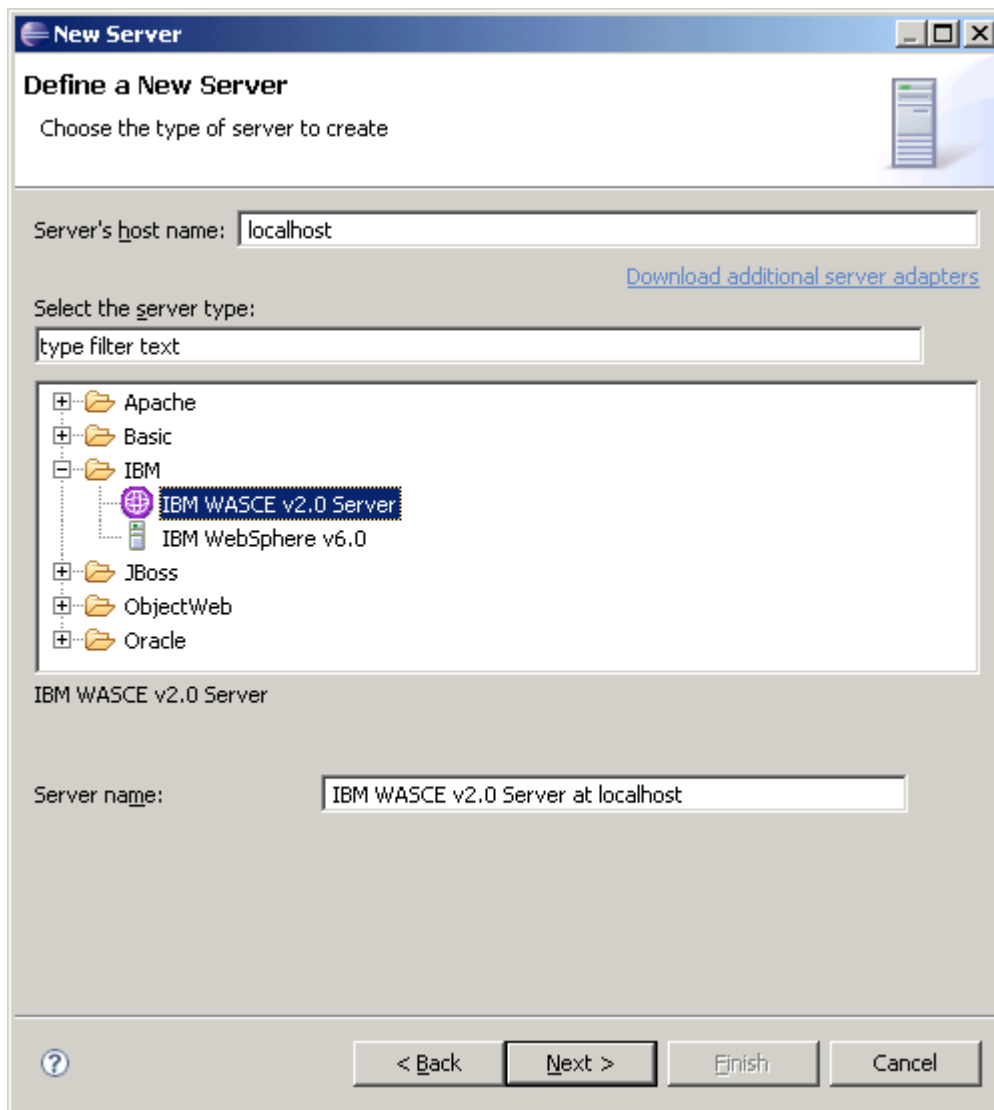 New Server
Define a New Server
Choose the type of server to create
Server's host name: localhost
Download additional server adapters
Select the server type:
type filter text
Apache
Basic
IBM
IBM WASCE v2.0 Server
IBM WebSphere v6.0
JBoss
ObjectWeb
Oracle
IBM WASCE v2.0 Server
Server name: IBM WASCE v2.0 Server at localhost
? < Back Next > Finish Cancel